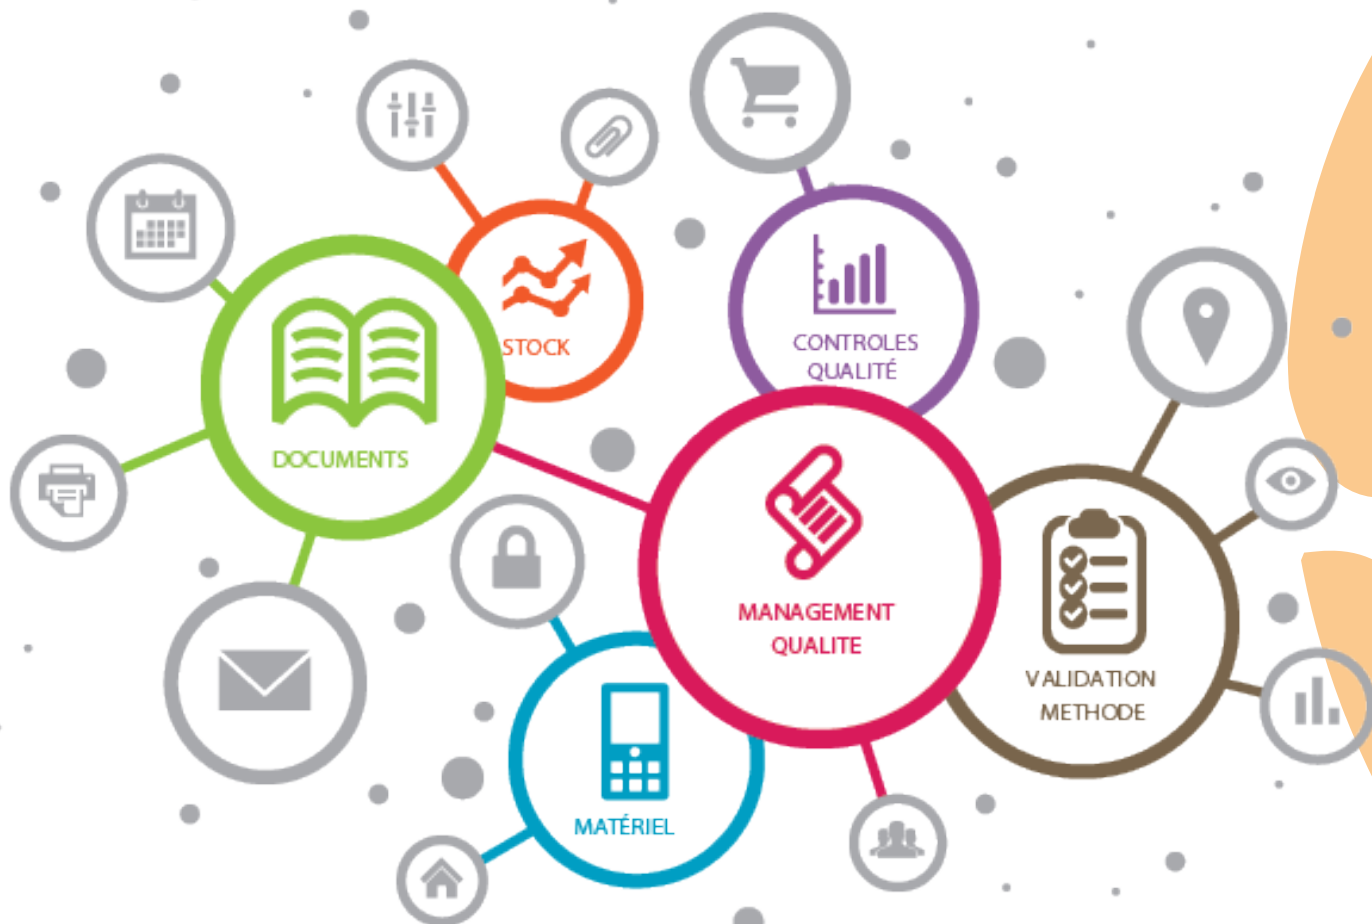 STOCK
CONTROLES
QUALITÉ
DOCUMENTS
MANAGEMENT
QUALITE
VALIDATION
METHODE
MATÉRIEL